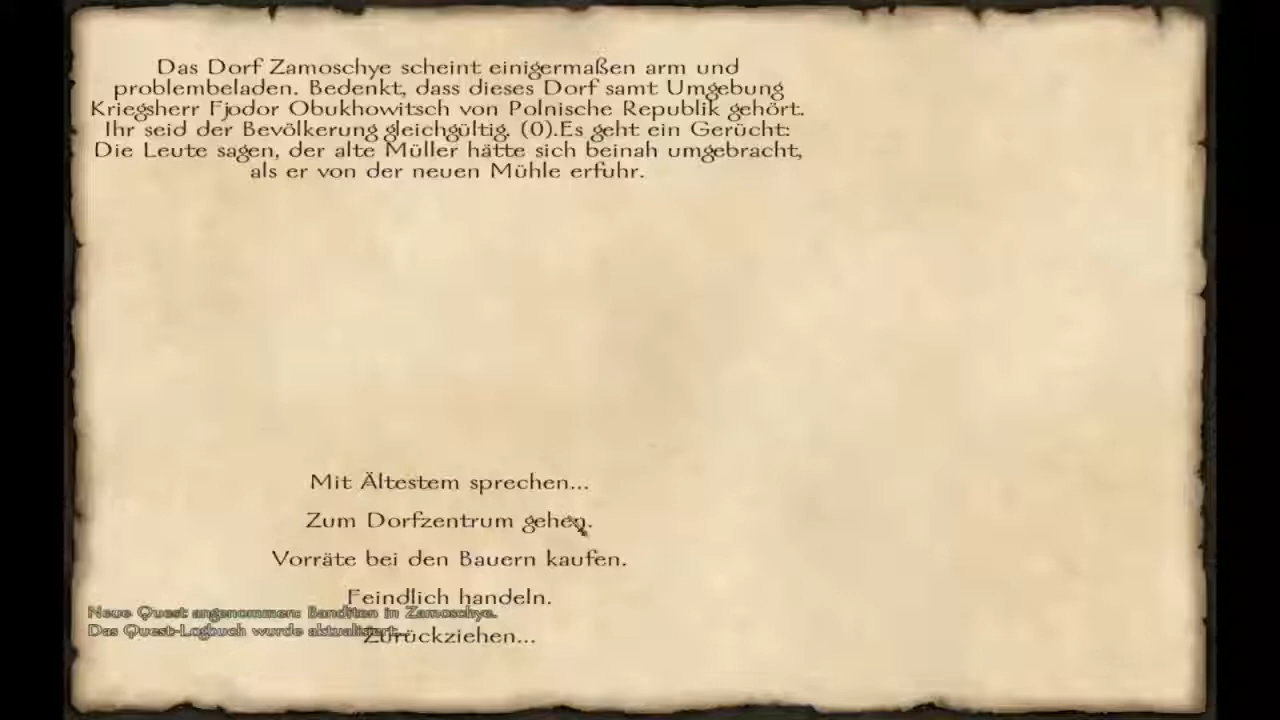 Das Dorf Zamoschye scheint einigermaßen arm und
problembeladen. Bedenkt, dass dieses Dorf samt Umgebung
Kriegsherr Fjodor Obukhowitsch von Polnische Republik gehört.
Ihr seid der Bevölkerung gleichgültig. (0).Es geht ein Gerücht:
Die Leute sagen, der alte Müller hätte sich beinah umgebracht,
als er von der neuen Mühle erfuhr.
Mit Ältestem sprechen...
Zum Dorfzentrum gehen.
Vorräte bei den Bauern kaufen.
Feindlich handeln.
Neue Quest angenommen: Banditen in Zamoschye.
Das Quest-Logbuch wurde aktualisiert.
Zurückziehen...